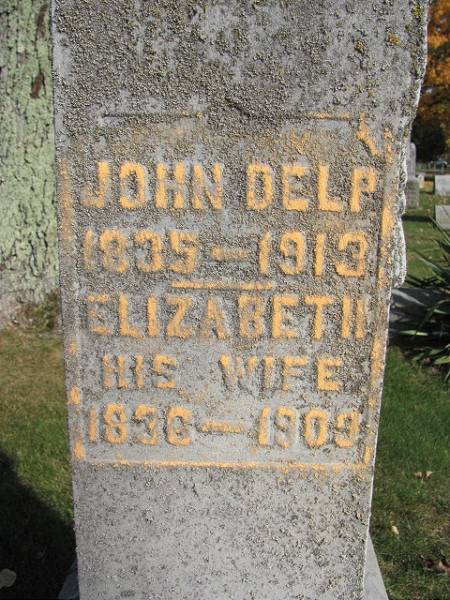 JOHN DELP
1835—1913
ELIZABETH
HIS WIFE
1836—1909